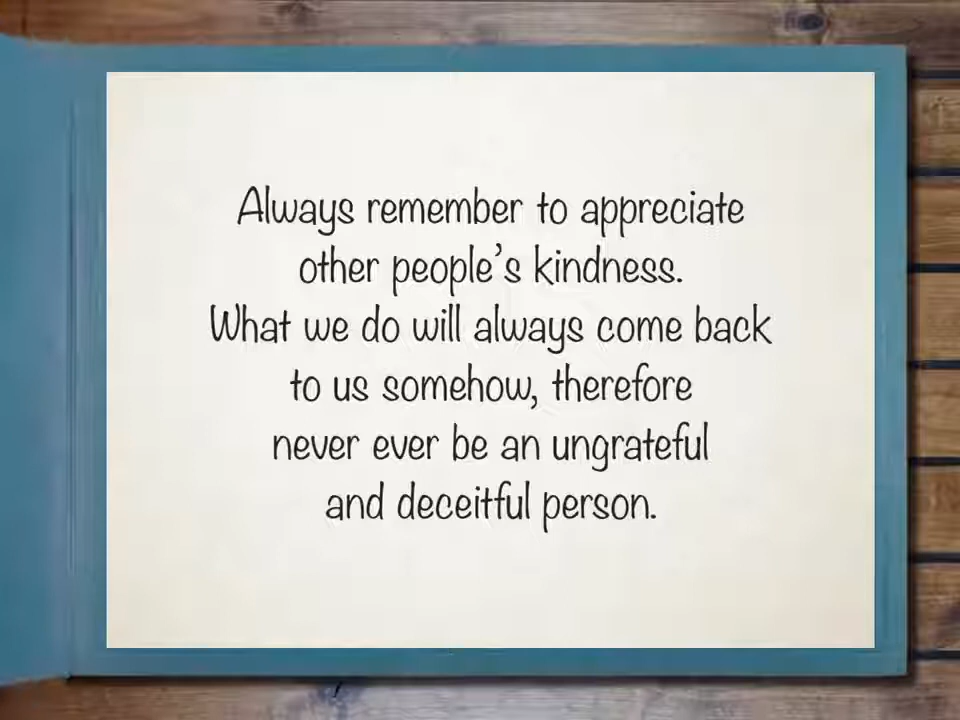 Always remember to appreciate
other people’s kindness.
What we do will always come back
to us somehow, therefore
never ever be an ungrateful
and deceitful person.